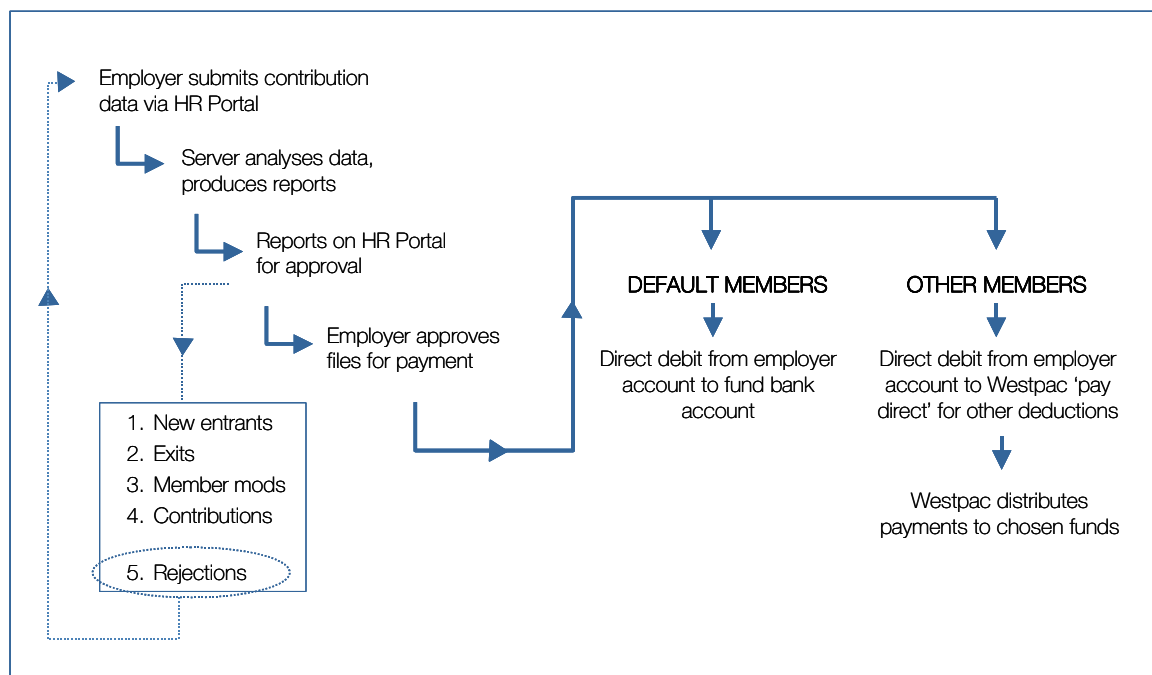 Employer submits contribution
data via HR Portal
Server analyses data,
produces reports
Reports on HR Portal
for approval
Employer approves
files for payment
1. New entrants
2. Exits
3. Member mods
4. Contributions
5. Rejections
DEFAULT MEMBERS
Direct debit from employer
account to fund bank
account
OTHER MEMBERS
Direct debit from employer
account to Westpac ‘pay
direct’ for other deductions
Westpac distributes
payments to chosen funds